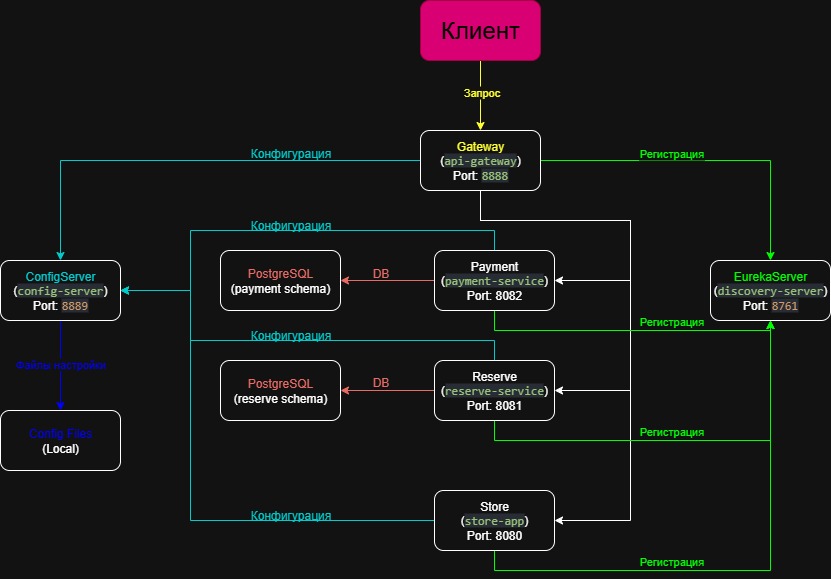 Клиент
Запрос
Gateway
(api-gateway)
Port: 8888
Конфигурация
Регистрация
Конфигурация
ConfigServer
(config-server)
Port: 8889
PostgreSQL
(payment schema)
DB
Payment
(payment-service)
Port: 8082
EurekaServer
(discovery-server)
Port: 8761
Регистрация
Конфигурация
Файлы настройки
PostgreSQL
(reserve schema)
DB
Reserve
(reserve-service)
Port: 8081
Config Files
(Local)
Регистрация
Конфигурация
Store
(store-app)
Port: 8080
Регистрация